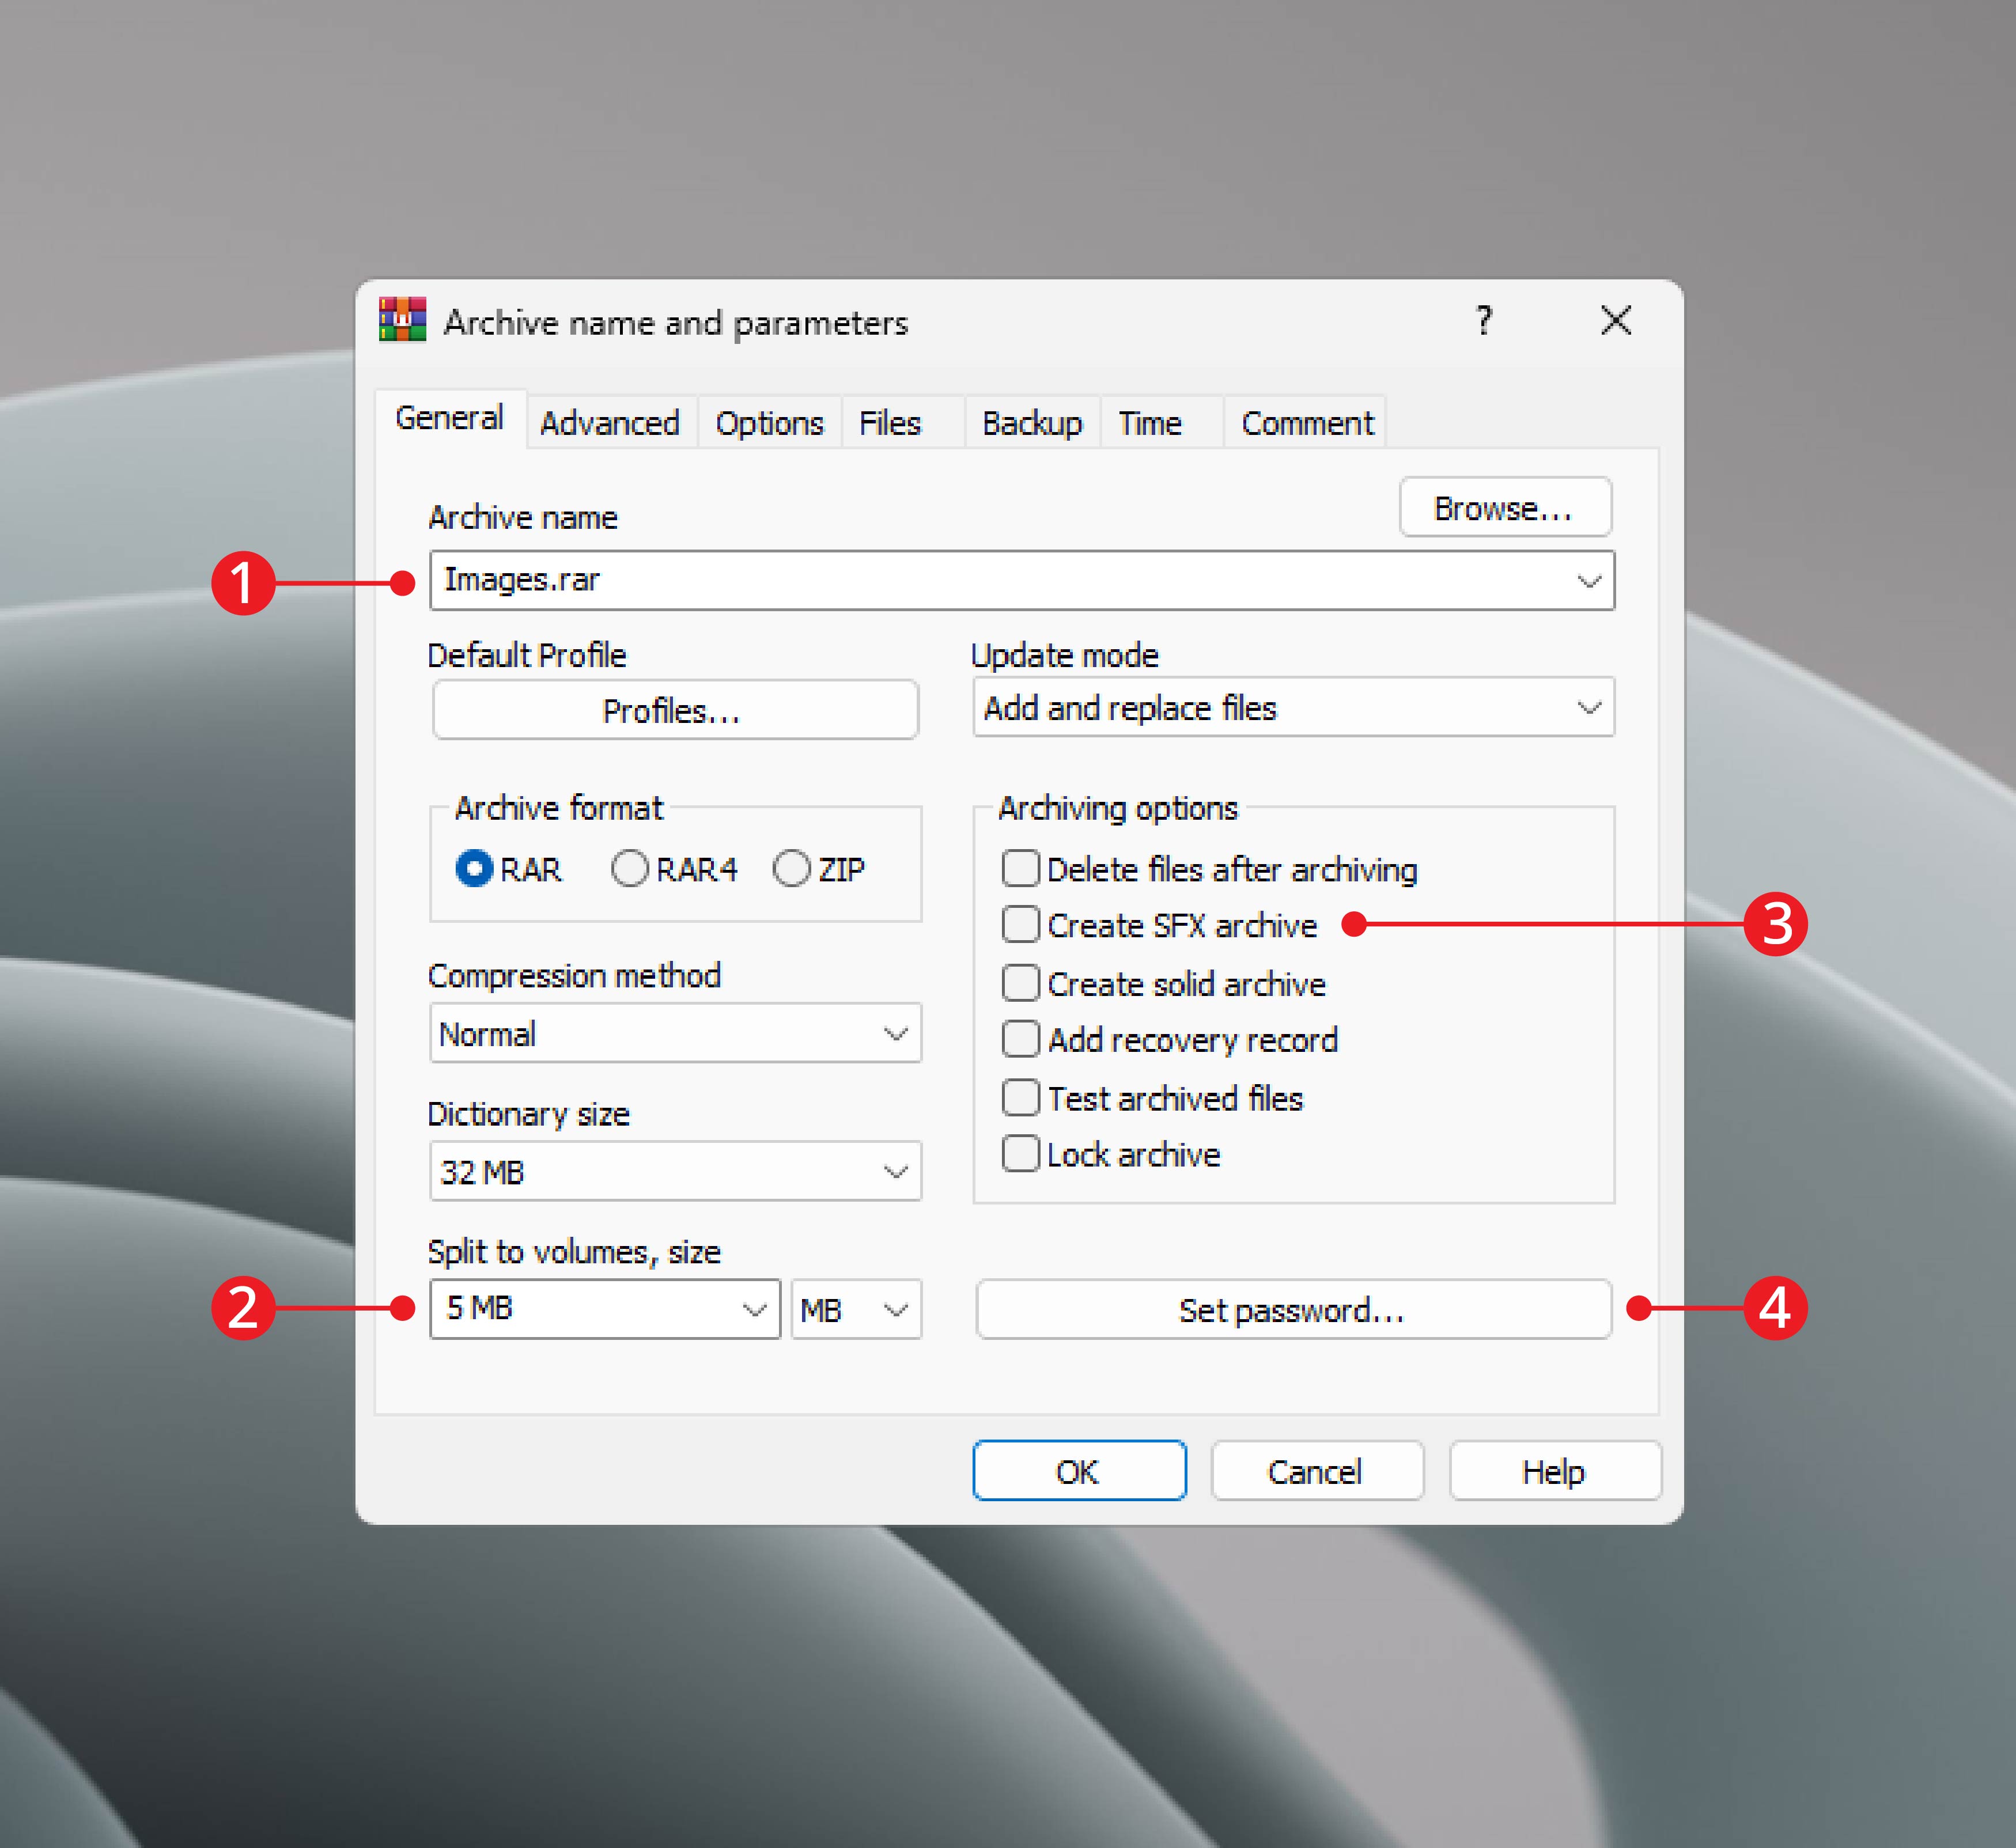 Archive name and parameters ?
General Advanced Options Files Backup Time Comment
Archive name
Browse...
1
Images.rar
Default Profile
Profiles...
Update mode
Add and replace files
Archive format
RAR RAR4 ZIP
Archiving options
Delete files after archiving
Create SFX archive
3
Create solid archive
Add recovery record
Test archived files
Lock archive
Compression method
Normal
Dictionary size
32 MB
Split to volumes, size
2
5 MB MB
Set password...
4
OK Cancel Help